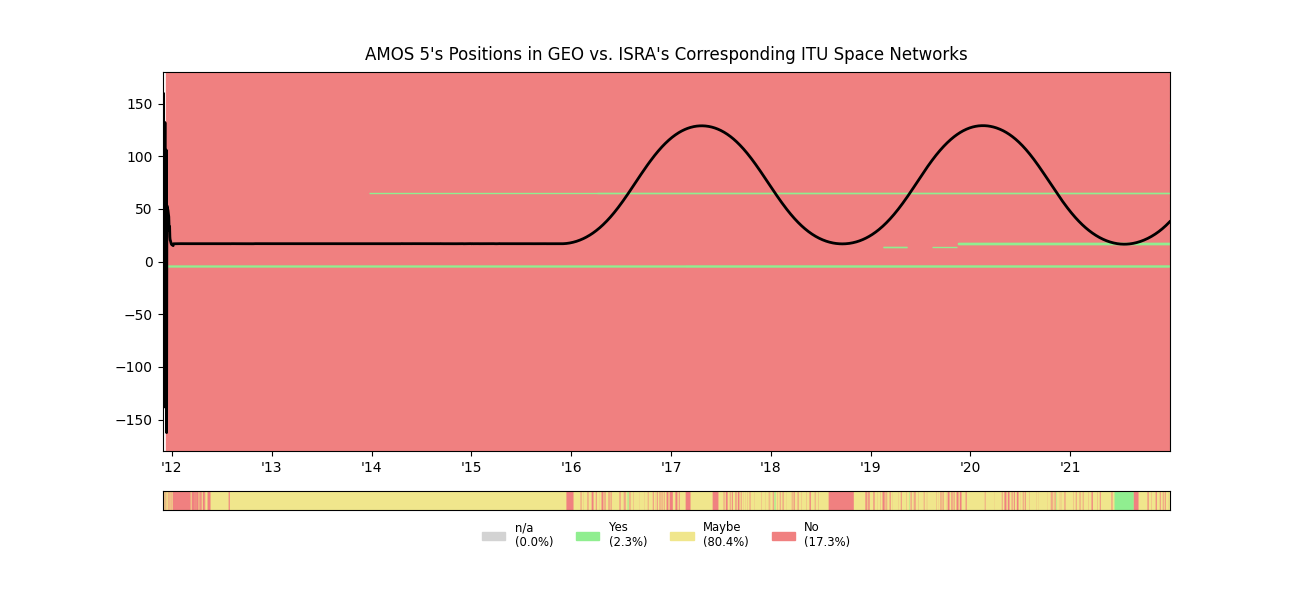 AMOS 5's Positions in GEO vs. ISRA's Corresponding ITU Space Networks
150
100
50
0
−50
−100
−150
'12 '13 '14 '15 '16 '17 '18 '19 '20 '21
n/a Yes Maybe No
(0.0%) (2.3%) (80.4%) (17.3%)